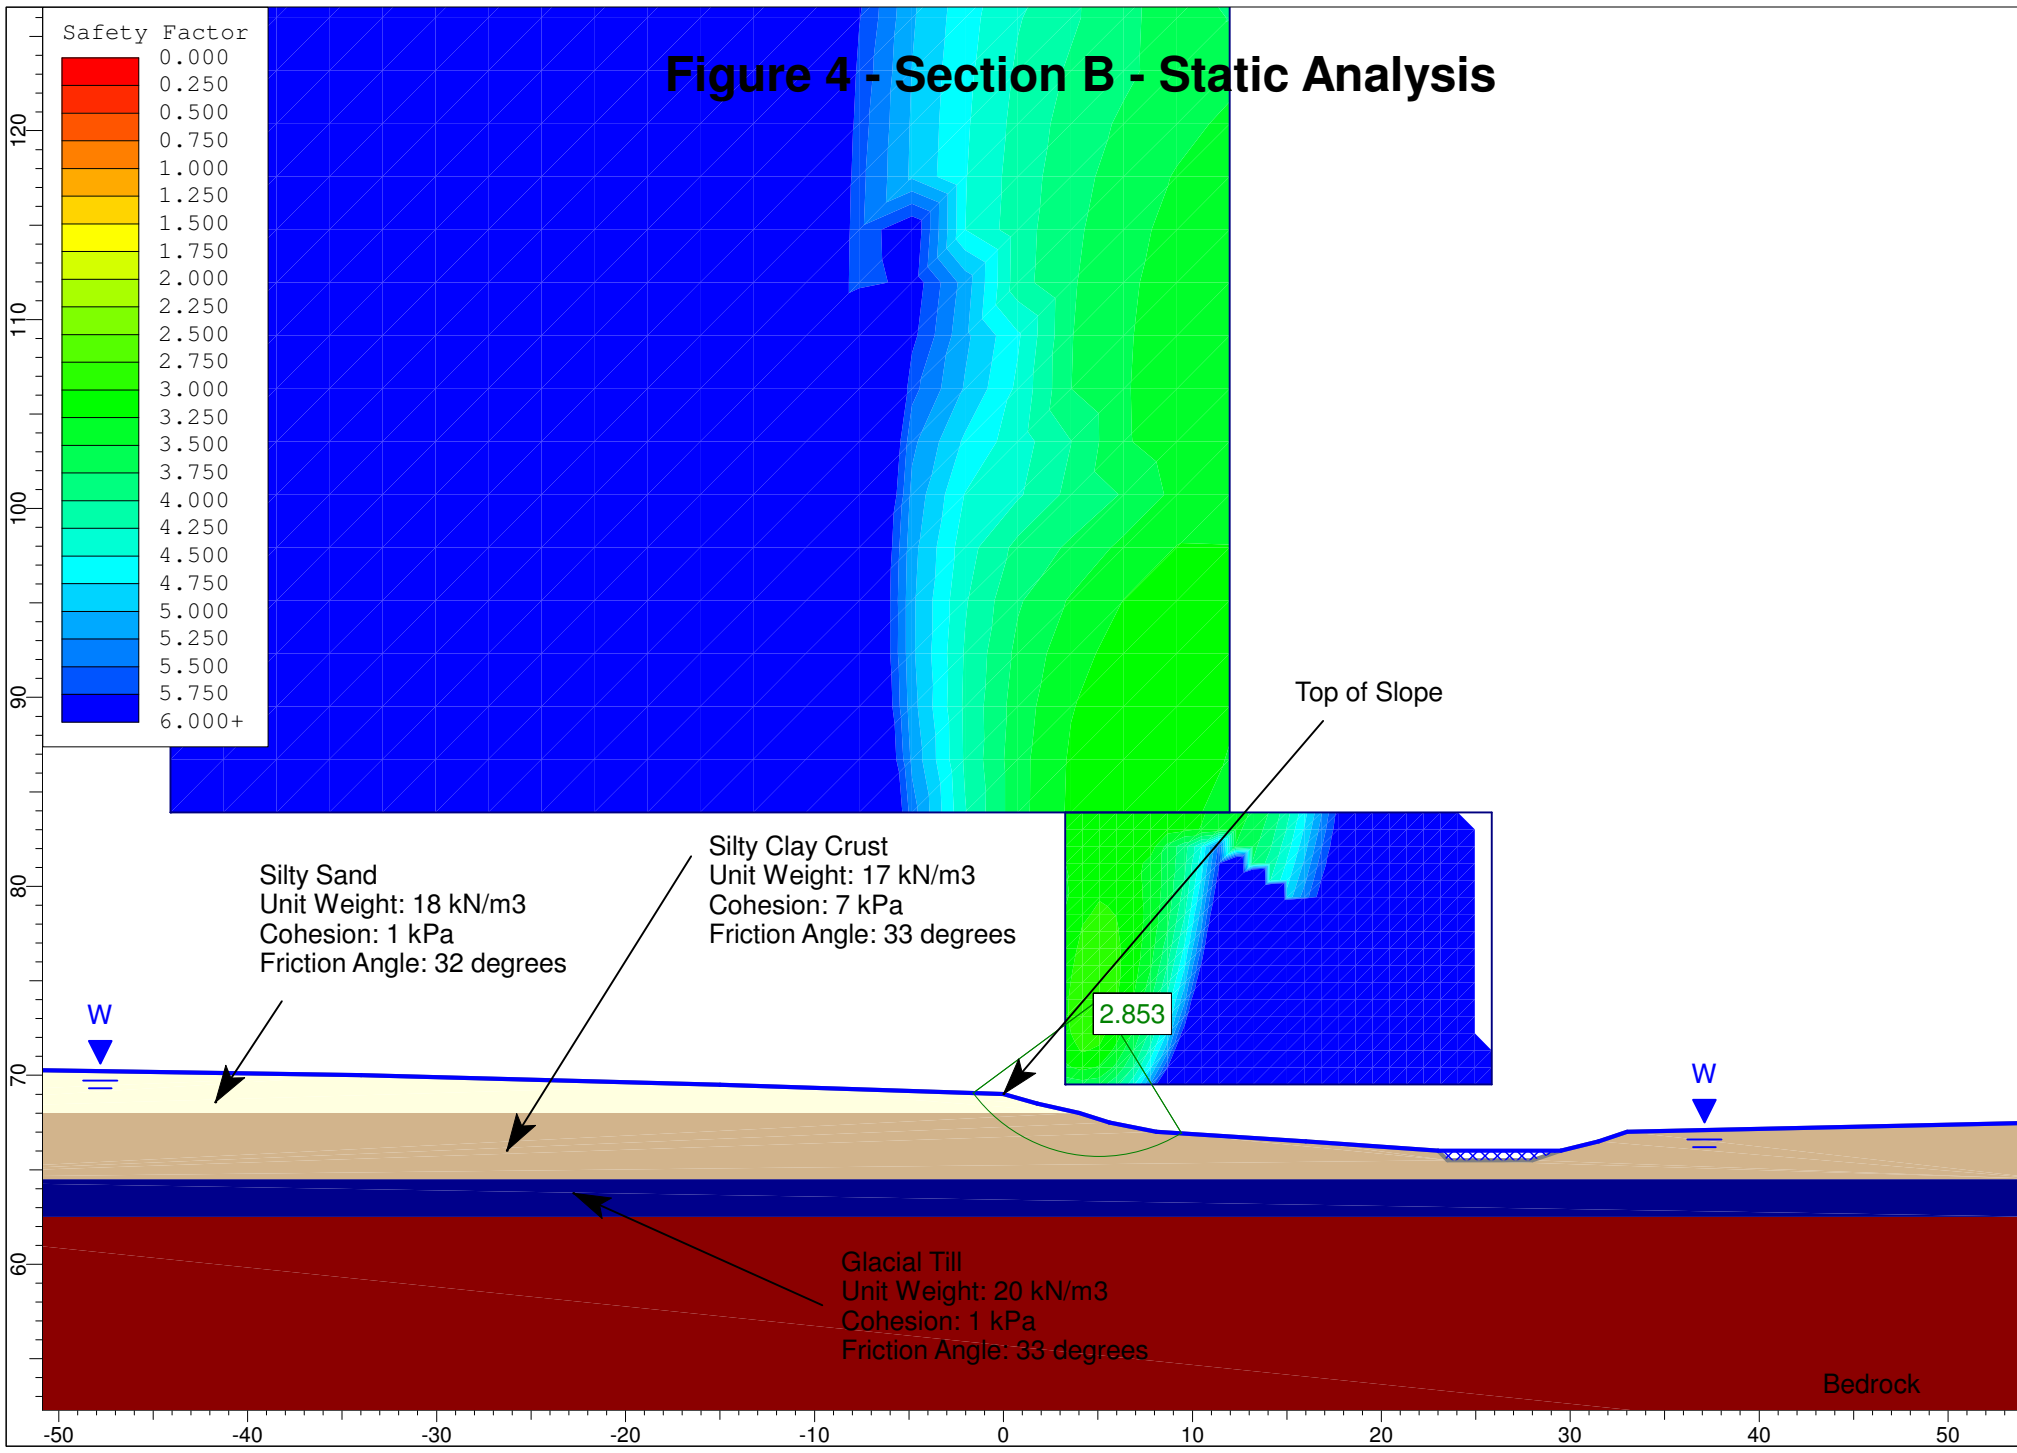 Figure 4 - Section B - Static Analysis
Safety Factor
0.000
0.250
0.500
0.750
1.000
1.250
1.500
1.750
2.000
2.250
2.500
2.750
3.000
3.250
3.500
3.750
4.000
4.250
4.500
4.750
5.000
5.250
5.500
5.750
6.000+
120
110
100
90
80
70
60
Top of Slope
Silty Sand
Unit Weight: 18 kN/m3
Cohesion: 1 kPa
Friction Angle: 32 degrees
Silty Clay Crust
Unit Weight: 17 kN/m3
Cohesion: 7 kPa
Friction Angle: 33 degrees
2.853
W
W
Glacial Till
Unit Weight: 20 kN/m3
Cohesion: 1 kPa
Friction Angle: 33 degrees
Bedrock
-50 -40 -30 -20 -10 0 10 20 30 40 50